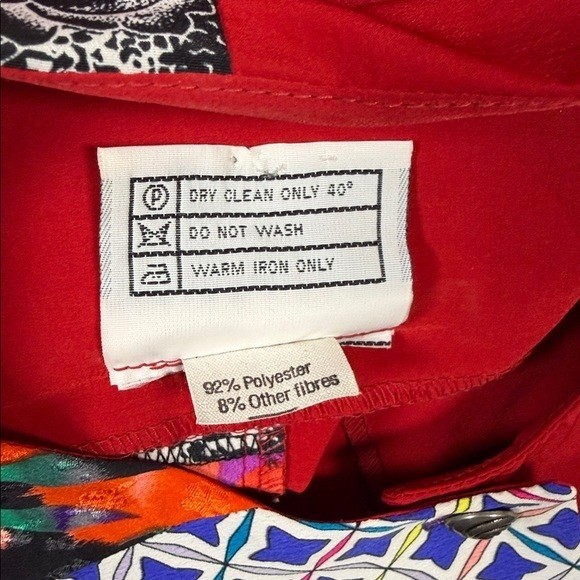 P DRY CLEAN ONLY 40°
DO NOT WASH
WARM IRON ONLY
92% Polyester
8% Other fibres